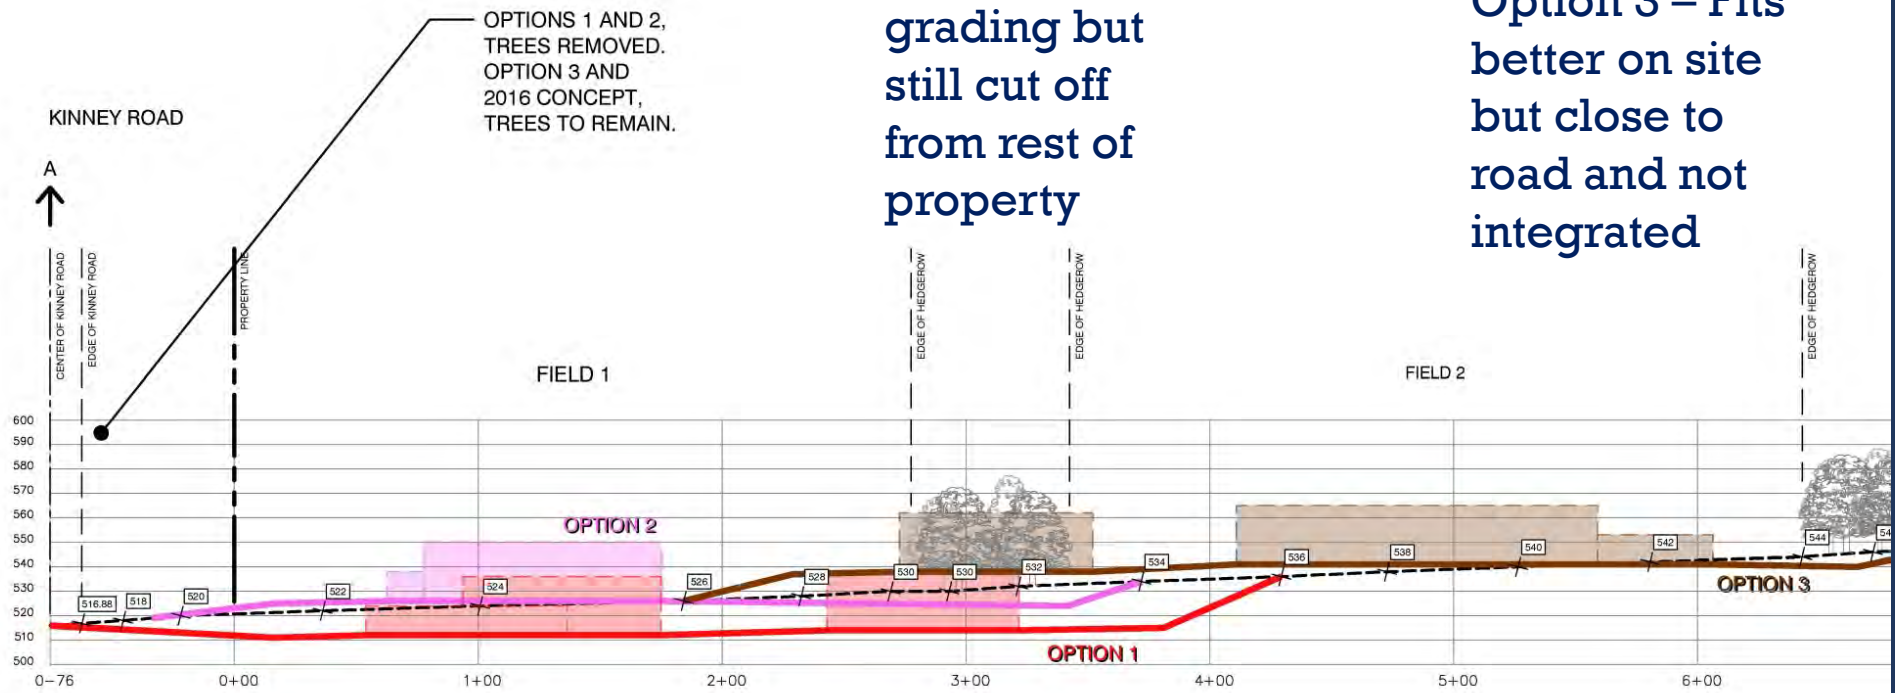 OPTIONS 1 AND 2,
TREES REMOVED.
OPTION 3 AND
2016 CONCEPT,
TREES TO REMAIN.
grading but
still cut off
from rest of
property
Option 3 – Fits
better on site
but close to
road and not
integrated
KINNEY ROAD
A
CENTER OF KINNEY ROAD
EDGE OF KINNEY ROAD
PROPERTY LINE
EDGE OF HEDGEROW
EDGE OF HEDGEROW
EDGE OF HEDGEROW
FIELD 1
FIELD 2
600
590
580
570
560
550
540
530
520
510
500
OPTION 2
OPTION 3
OPTION 1
516.88
518
520
522
524
526
528
530
530
532
534
536
538
540
542
544
0-76
0+00
1+00
2+00
3+00
4+00
5+00
6+00